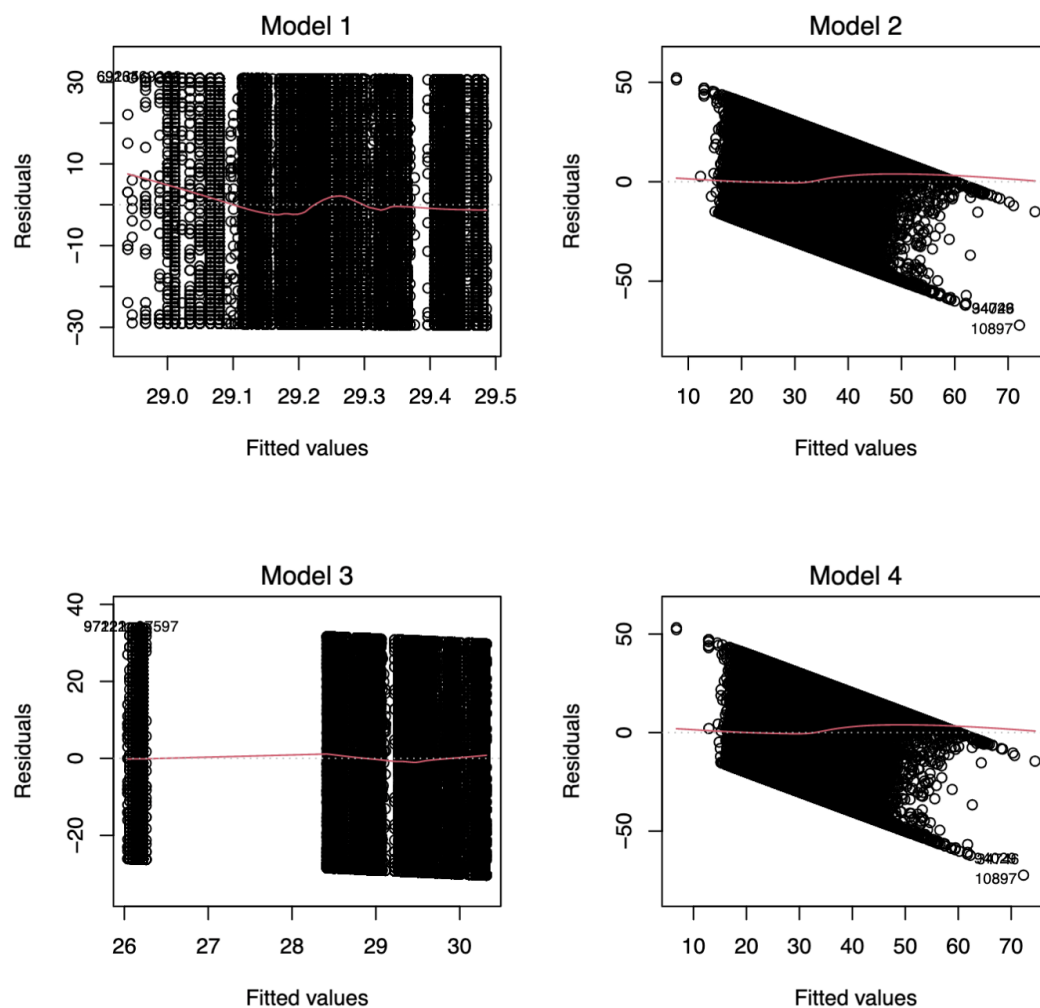 Model 1
Residuals
30
10
−10
−30
29.0 29.1 29.2 29.3 29.4 29.5
Fitted values
Model 2
Residuals
50
0
−50
10897
10 20 30 40 50 60 70
Fitted values
Model 3
Residuals
40
20
0
−20
26 27 28 29 30
Fitted values
Model 4
Residuals
50
0
−50
10897
10 20 30 40 50 60 70
Fitted values